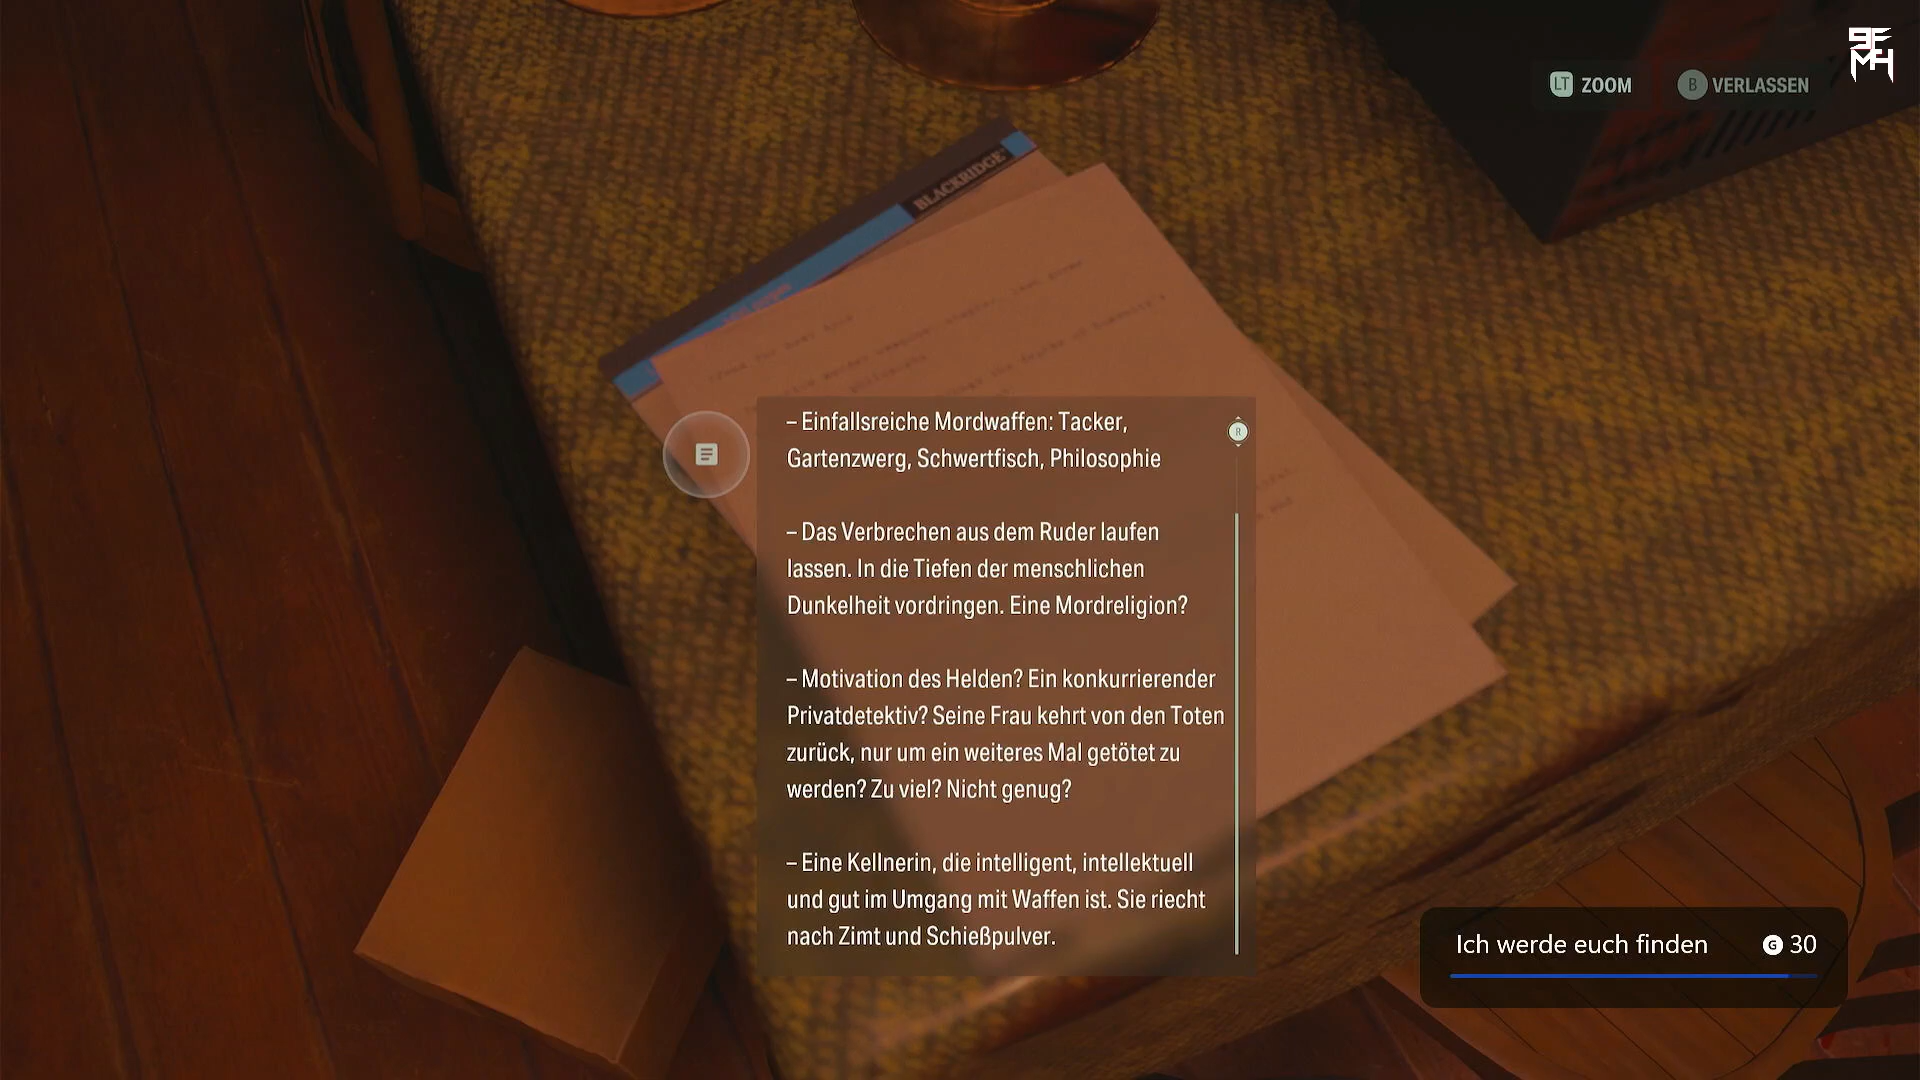 LT ZOOM
B VERLASSEN
BLACKRIDGE
– Einfallsreiche Mordwaffen: Tacker,
Gartenzwerg, Schwertfisch, Philosophie
R
– Das Verbrechen aus dem Ruder laufen
lassen. In die Tiefen der menschlichen
Dunkelheit vordringen. Eine Mordreligion?
– Motivation des Helden? Ein konkurrierender
Privatdetektiv? Seine Frau kehrt von den Toten
zurück, nur um ein weiteres Mal getötet zu
werden? Zu viel? Nicht genug?
– Eine Kellnerin, die intelligent, intellektuell
und gut im Umgang mit Waffen ist. Sie riecht
nach Zimt und Schießpulver.
Ich werde euch finden G 30